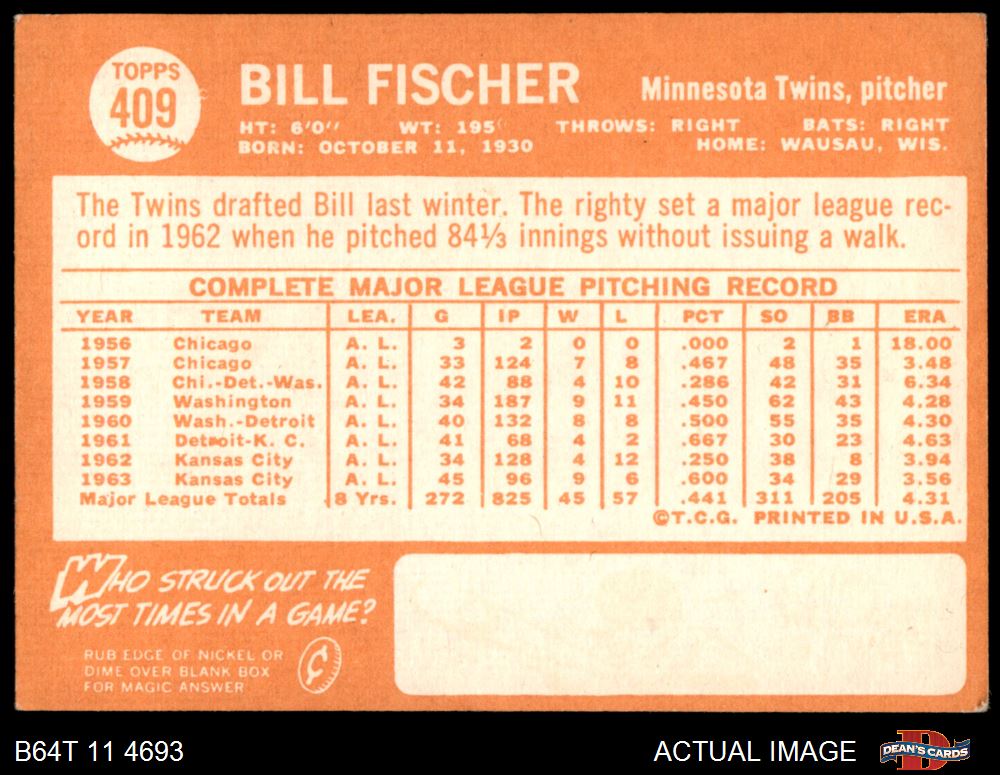 TOPPS
409
BILL FISCHER
Minnesota Twins, pitcher
HT: 6'0" WT: 195 THROWS: RIGHT BATS: RIGHT
BORN: OCTOBER 11, 1930 HOME: WAUSAU, WIS.
The Twins drafted Bill last winter. The righty set a major league rec-
ord in 1962 when he pitched 84⅓ innings without issuing a walk.
COMPLETE MAJOR LEAGUE PITCHING RECORD
YEAR TEAM LEA. G IP W L PCT SO BB ERA
1956 Chicago A. L. 3 2 0 0 .000 2 1 18.00
1957 Chicago A. L. 33 124 7 8 .467 48 35 3.48
1958 Chi.-Det.-Was. A. L. 42 88 4 10 .286 42 31 6.34
1959 Washington A. L. 34 187 9 11 .450 62 43 4.28
1960 Wash.-Detroit A. L. 40 132 8 8 .500 55 35 4.30
1961 Detroit-K. C. A. L. 41 68 4 2 .667 30 23 4.63
1962 Kansas City A. L. 34 128 4 12 .250 38 8 3.94
1963 Kansas City A. L. 45 96 9 6 .600 34 29 3.56
Major League Totals 8 Yrs. 272 825 45 57 .441 311 205 4.31
©T.C.G. PRINTED IN U.S.A.
WHO STRUCK OUT THE
MOST TIMES IN A GAME?
RUB EDGE OF NICKEL OR
DIME OVER BLANK BOX
FOR MAGIC ANSWER
¢
B64T 11 4693
ACTUAL IMAGE
D
DEAN'S CARDS